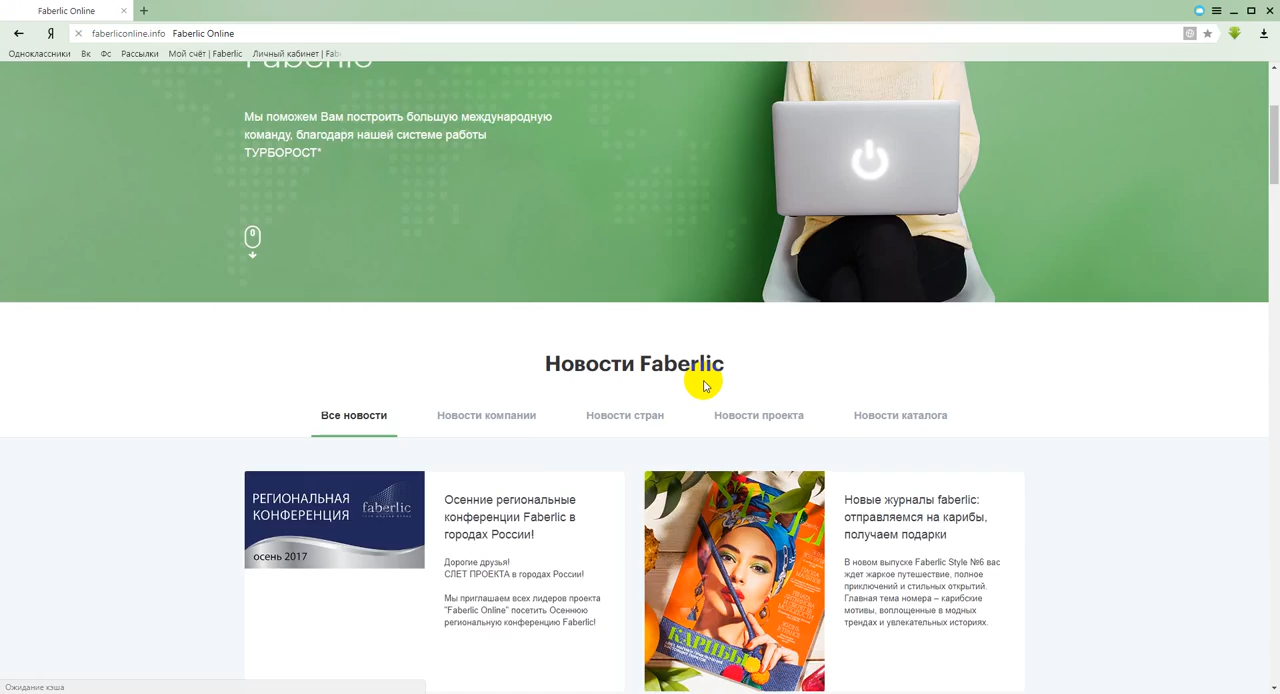 Faberlic Online
faberliconline.info Faberlic Online
Одноклассники Вк Фс Рассылки Мой счёт | Faberlic Личный кабинет | Fab
Faberlic
Мы поможем Вам построить большую международную
команду, благодаря нашей системе работы
ТУРБОРОСТ*
Новости Faberlic
Все новости Новости компании Новости стран Новости проекта Новости каталога
РЕГИОНАЛЬНАЯ
КОНФЕРЕНЦИЯ
faberlic
осень 2017
Осенние региональные
конференции Faberlic в
городах России!
Дорогие друзья!
СЛЕТ ПРОЕКТА в городах России!
Мы приглашаем всех лидеров проекта
"Faberlic Online" посетить Осеннюю
региональную конференцию Faberlic!
КАРИБЫ
Новые журналы faberlic:
отправляемся на карибы,
получаем подарки
В новом выпуске Faberlic Style №6 вас
ждет жаркое путешествие, полное
приключений и стильных открытий.
Главная тема номера – карибские
мотивы, воплощенные в модных
трендах и увлекательных историях.
Ожидание кэша